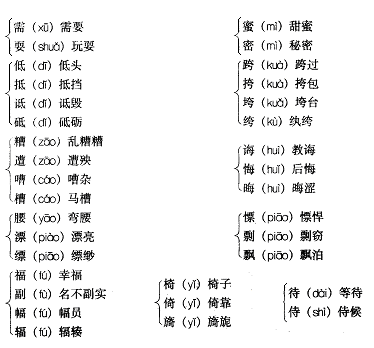 需（xū）需要
耍（shuǎ）玩耍
低（dī）低头
抵（dǐ）抵挡
诋（dǐ）诋毁
砥（dǐ）砥砺
糟（zāo）乱糟糟
遭（zāo）遭殃
嘈（cáo）嘈杂
槽（cáo）马槽
腰（yāo）弯腰
漂（piào）漂亮
缥（piāo）缥缈
福（fú）幸福
副（fù）名不副实
幅（fú）幅员
辐（fú）辐辏
蜜（mì）甜蜜
密（mì）秘密
跨（kuà）跨过
挎（kuà）挎包
垮（kuǎ）垮台
绔（kù）纨绔
诲（huì）教诲
悔（huǐ）后悔
晦（huì）晦涩
慓（piāo）慓悍
剽（piāo）剽窃
飘（piāo）飘泊
椅（yǐ）椅子
倚（yǐ）倚靠
旖（yǐ）旖旎
待（dài）等待
侍（shì）侍候